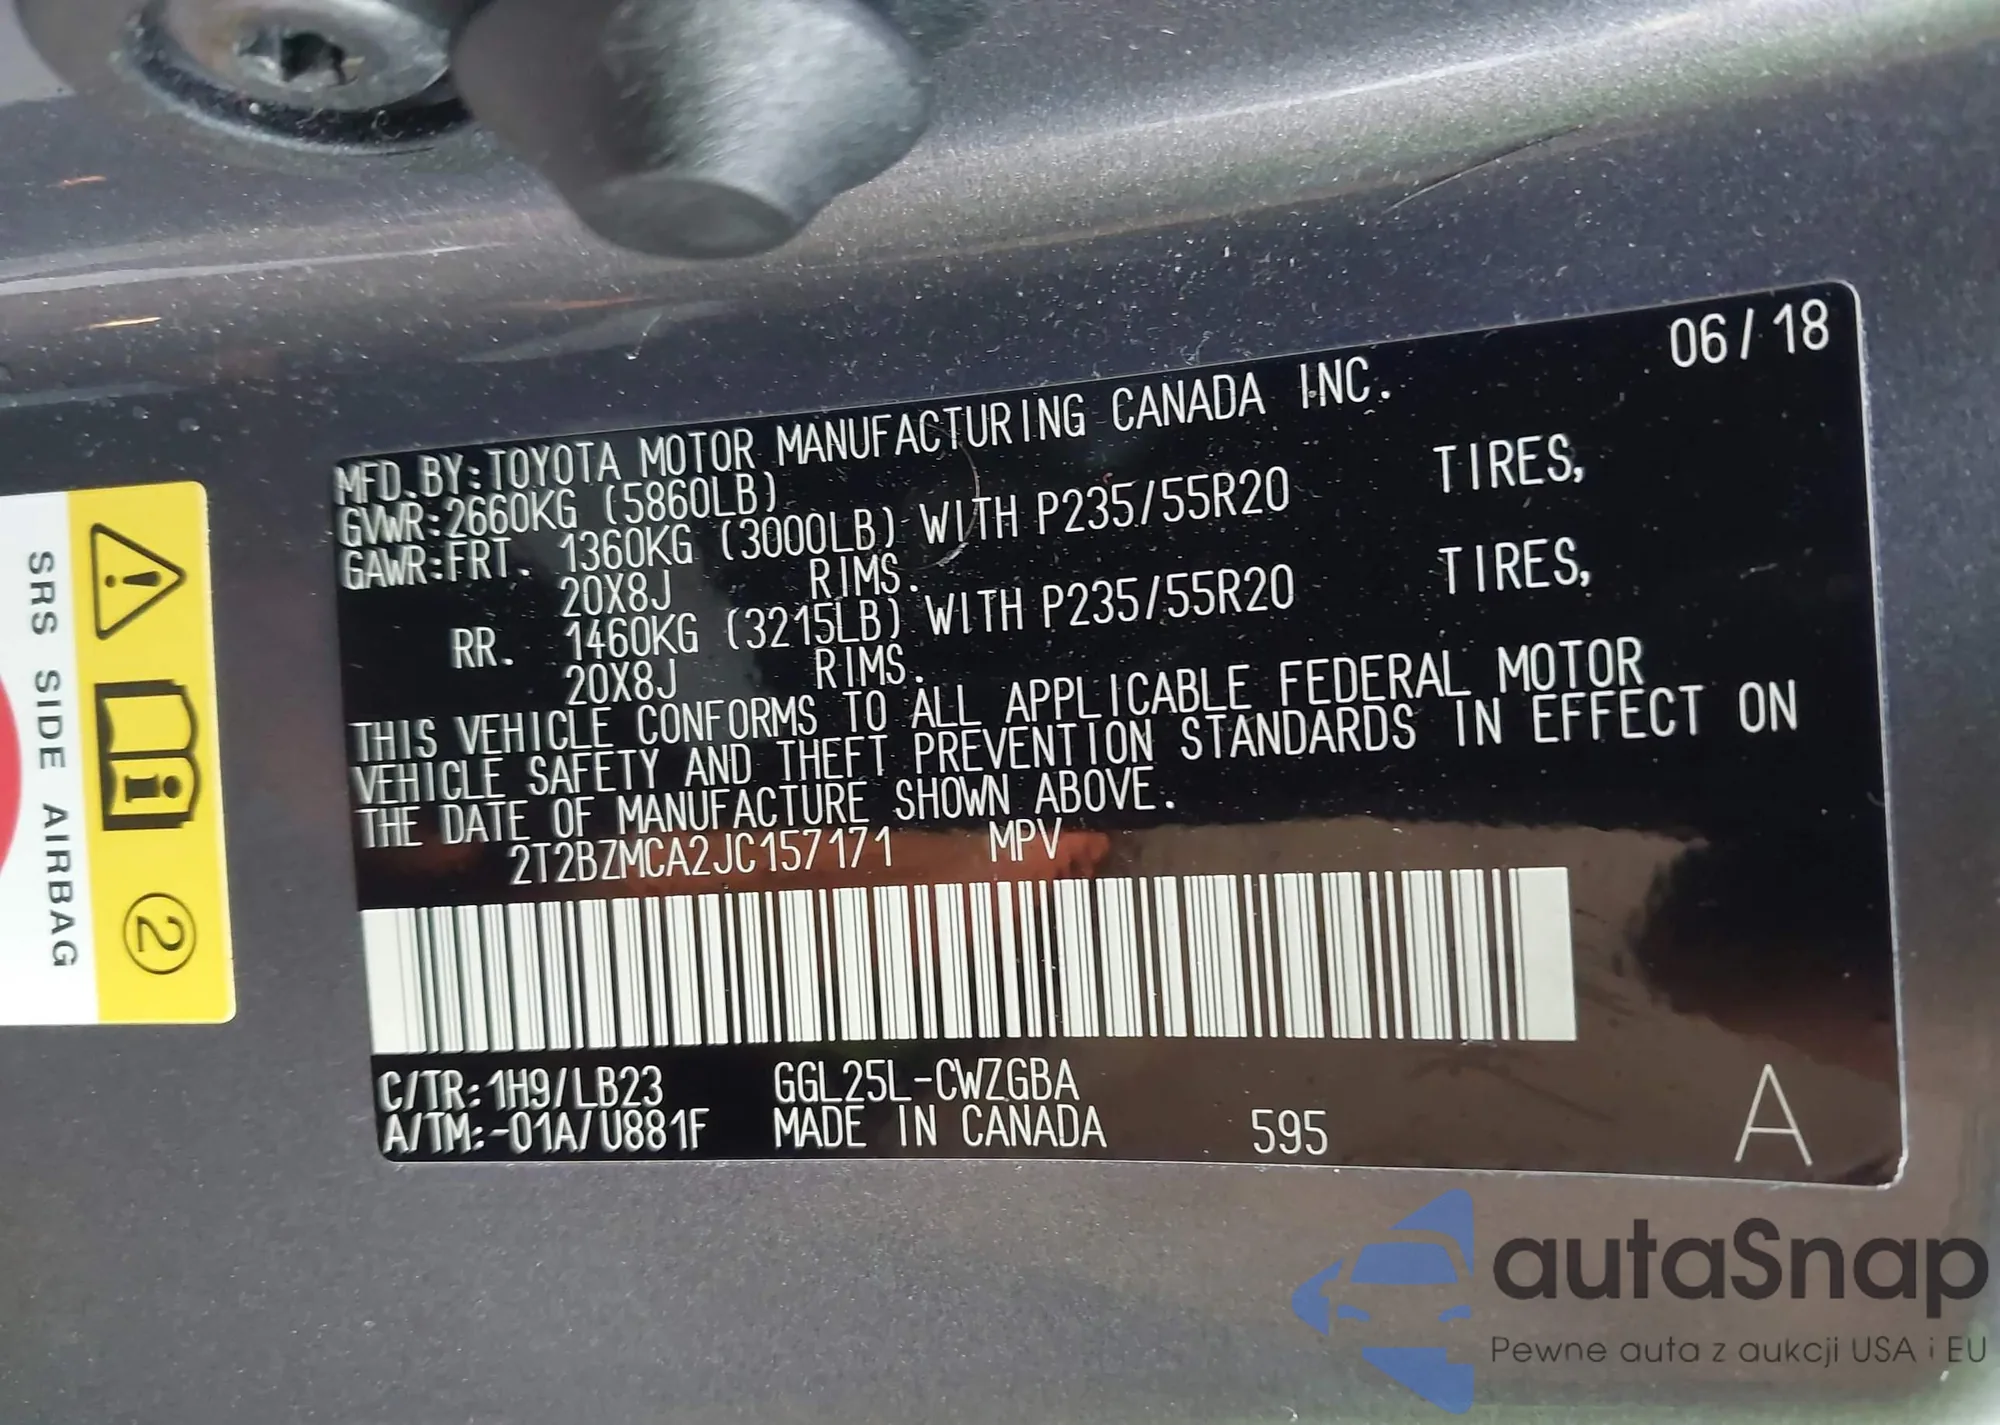 06/18
MFD. BY:TOYOTA MOTOR MANUFACTURING CANADA INC.
GVWR:2660KG (5860LB)
GAWR:FRT. 1360KG (3000LB) WITH P235/55R20 TIRES,
20X8J RIMS.
RR. 1460KG (3215LB) WITH P235/55R20 TIRES,
20X8J RIMS.
THIS VEHICLE CONFORMS TO ALL APPLICABLE FEDERAL MOTOR
VEHICLE SAFETY AND THEFT PREVENTION STANDARDS IN EFFECT ON
THE DATE OF MANUFACTURE SHOWN ABOVE.
2T2BZMCA2JC157171 MPV
C/TR:1H9/LB23 GGL25L-CWZGBA
A/TM:-01A/U881F MADE IN CANADA 595 A
SRS SIDE AIRBAG
2
autaSnap
Pewne auta z aukcji USA i EU